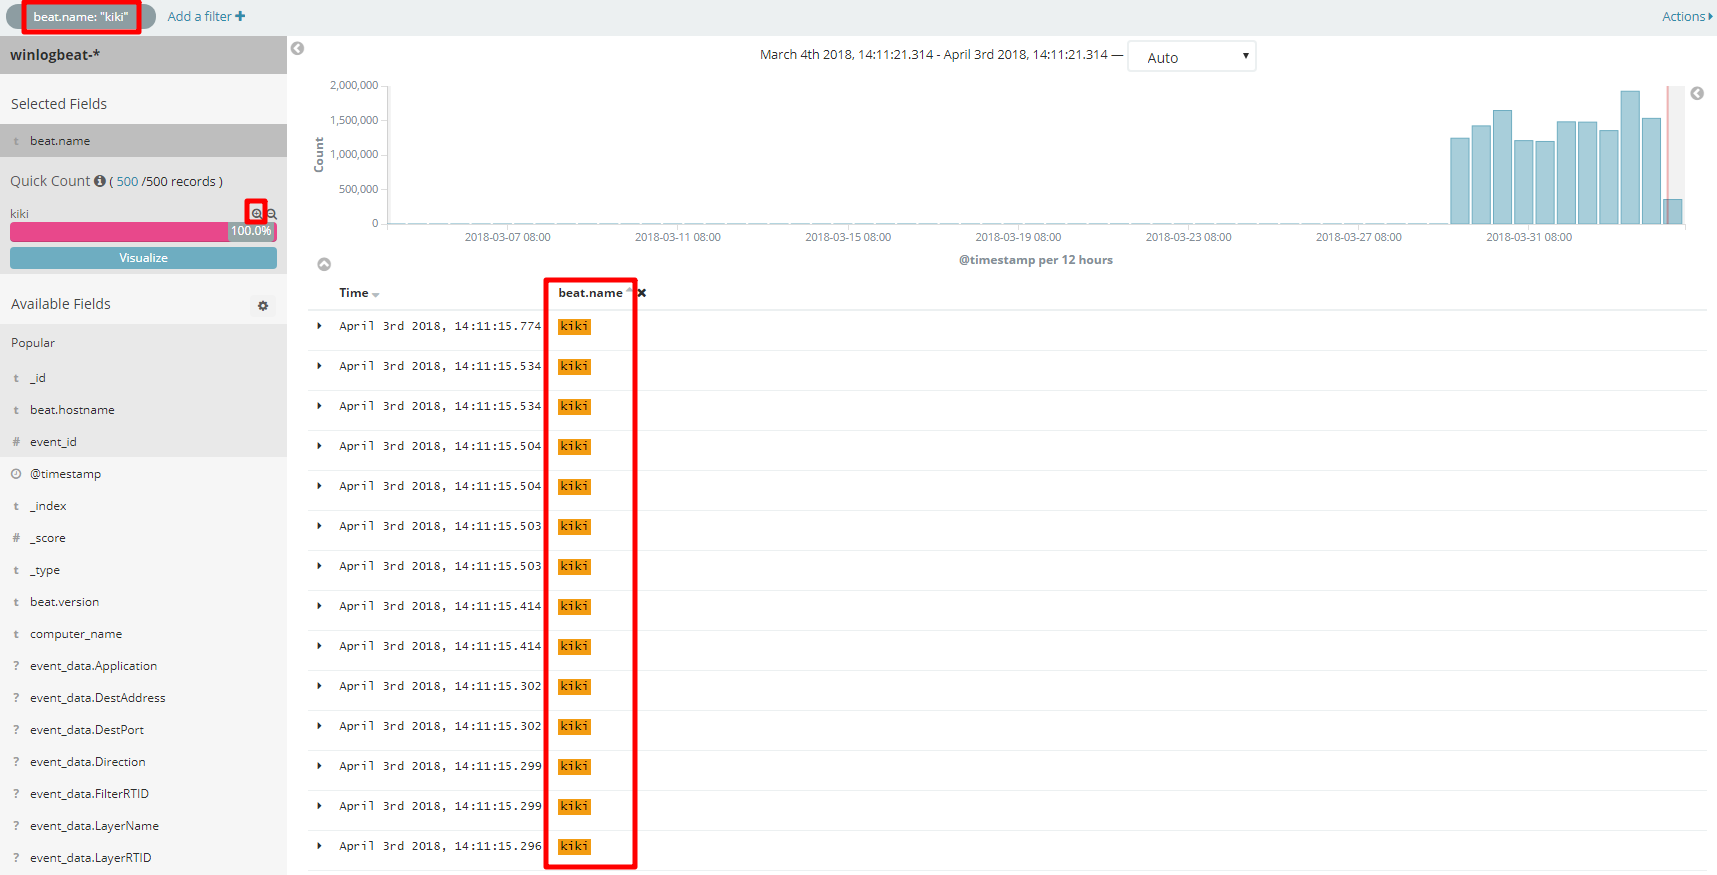 beat.name: "kiki"
Add a filter
Actions
winlogbeat-*
March 4th 2018, 14:11:21.314 - April 3rd 2018, 14:11:21.314 —
Auto
Selected Fields
t beat.name
Quick Count ( 500 /500 records )
kiki
100.0%
Visualize
Available Fields
Popular
t _id
t beat.hostname
# event_id
@timestamp
t _index
# _score
t _type
t beat.version
t computer_name
? event_data.Application
? event_data.DestAddress
? event_data.DestPort
? event_data.Direction
? event_data.FilterRTID
? event_data.LayerName
? event_data.LayerRTID
Count
2,000,000
1,500,000
1,000,000
500,000
0
2018-03-07 08:00
2018-03-11 08:00
2018-03-15 08:00
2018-03-19 08:00
2018-03-23 08:00
2018-03-27 08:00
2018-03-31 08:00
@timestamp per 12 hours
Time beat.name
April 3rd 2018, 14:11:15.774 kiki
April 3rd 2018, 14:11:15.534 kiki
April 3rd 2018, 14:11:15.534 kiki
April 3rd 2018, 14:11:15.504 kiki
April 3rd 2018, 14:11:15.504 kiki
April 3rd 2018, 14:11:15.503 kiki
April 3rd 2018, 14:11:15.503 kiki
April 3rd 2018, 14:11:15.414 kiki
April 3rd 2018, 14:11:15.414 kiki
April 3rd 2018, 14:11:15.302 kiki
April 3rd 2018, 14:11:15.302 kiki
April 3rd 2018, 14:11:15.299 kiki
April 3rd 2018, 14:11:15.299 kiki
April 3rd 2018, 14:11:15.296 kiki